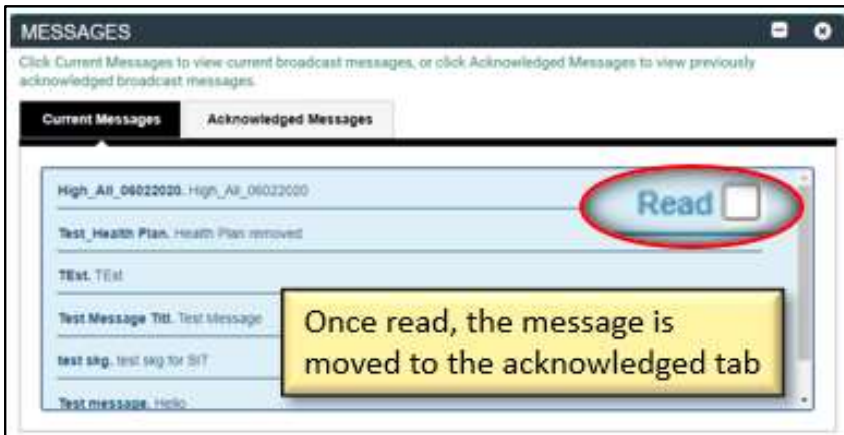 MESSAGES
Click Current Messages to view current broadcast messages, or click Acknowledged Messages to view previously
acknowledged broadcast messages.
Current Messages
Acknowledged Messages
High_All_06022020. High_All_06022020
Read
Test_Health Plan. Health Plan removed
TEst. TEst
Test Message Titl. Test Message
test skg. test skg for SIT
Test message. Hello
Once read, the message is
moved to the acknowledged tab